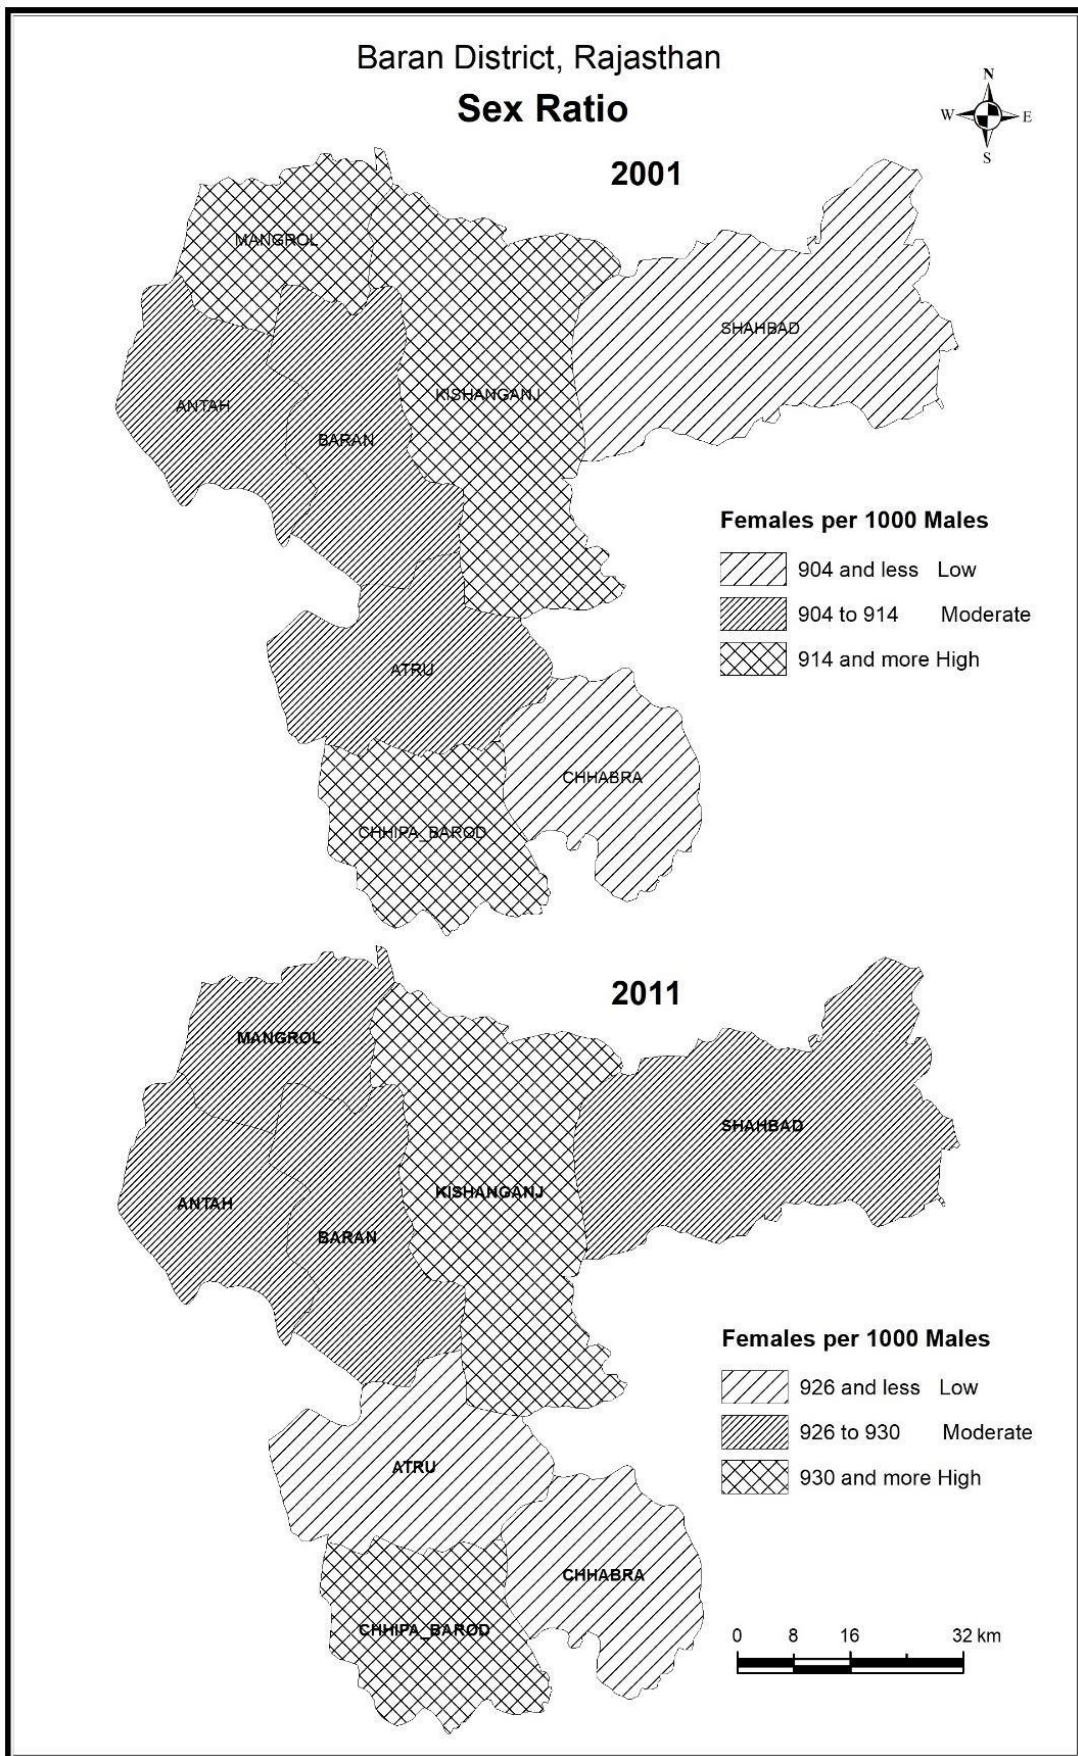 Baran District, Rajasthan
Sex Ratio
N
W E
S
2001
MANGROL
SHAHBAD
KISHANGANJ
ANTAH
BARAN
Females per 1000 Males
904 and less Low
904 to 914 Moderate
914 and more High
ATRU
CHHABRA
CHHIPA_BAROD
2011
MANGROL
SHAHBAD
KISHANGANJ
ANTAH
BARAN
Females per 1000 Males
926 and less Low
926 to 930 Moderate
930 and more High
ATRU
CHHABRA
CHHIPA_BAROD
0 8 16 32 km